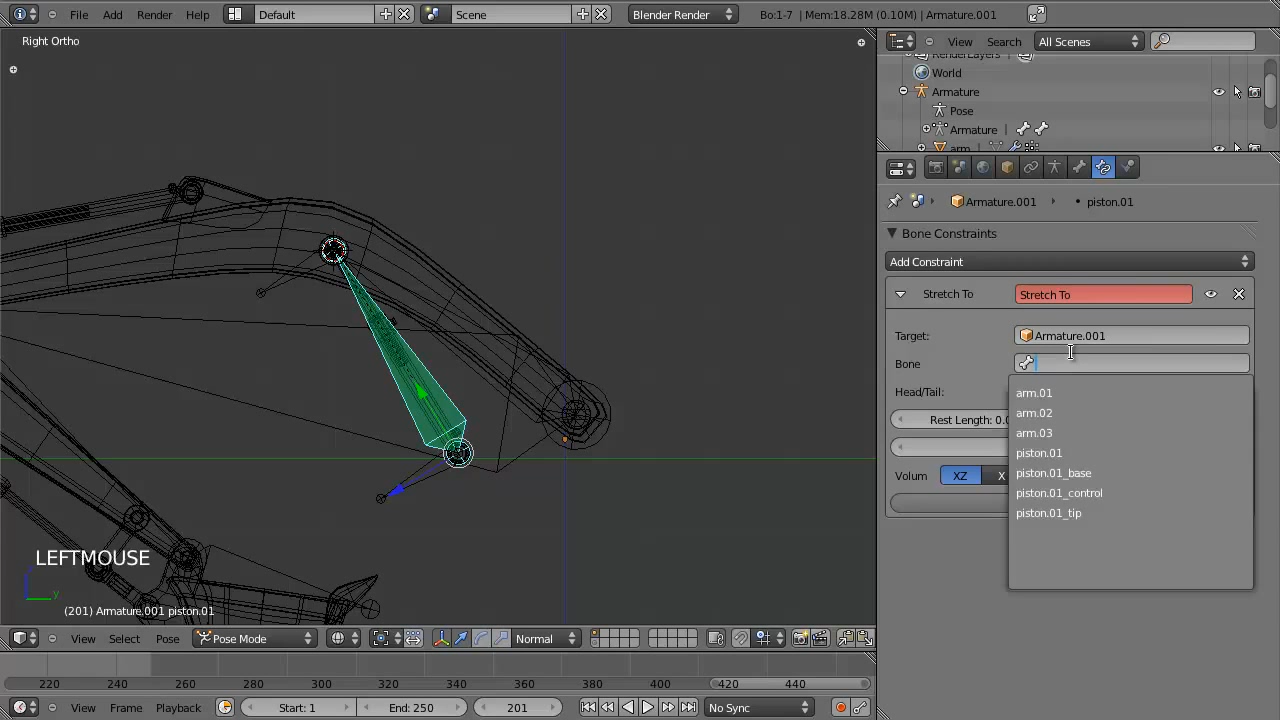 File Add Render Help Default Scene Blender Render Bo:1-7 | Mem:18.28M (0.10M) | Armature.001
Right Ortho
View Search All Scenes
RenderLayers
World
Armature
Pose
Armature
arm
Armature.001 piston.01
Bone Constraints
Add Constraint
Stretch To Stretch To
Target: Armature.001
Bone
arm.01
Head/Tail:
arm.02
Rest Length: 0.0
arm.03
piston.01
Volum XZ X
piston.01_base
piston.01_control
piston.01_tip
LEFTMOUSE
y
(201) Armature.001 piston.01
View Select Pose Pose Mode Normal
220 240 260 280 300 320 340 360 380 400 420 440
View Frame Playback Start: 1 End: 250 201 No Sync